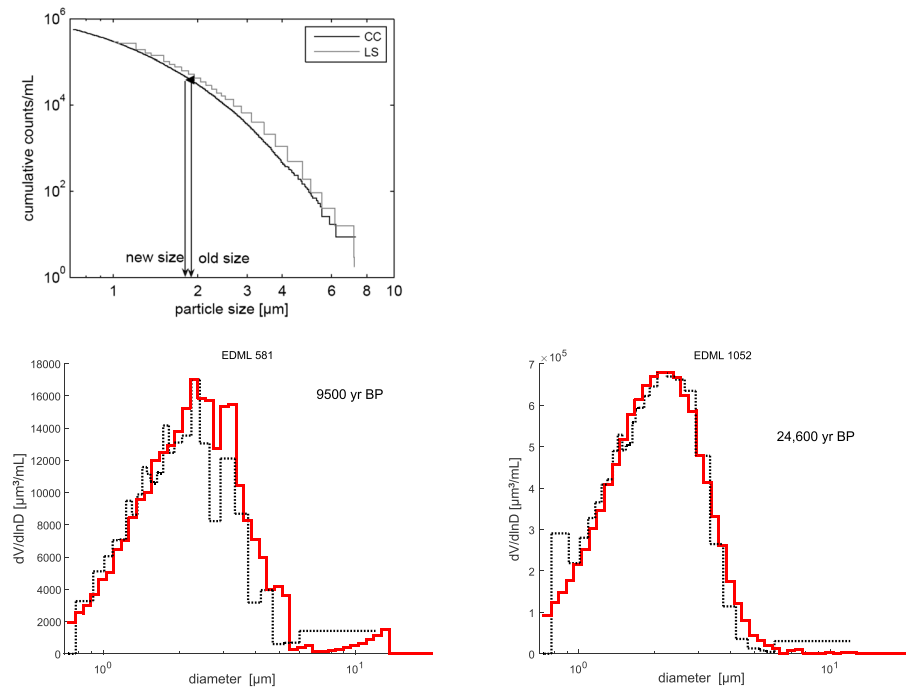 10^6
10^4
10^2
10^0
cumulative counts/mL
CC
LS
new size
old size
1 2 3 4 6 8 10
particle size [µm]
EDML 581
9500 yr BP
18000
16000
14000
12000
10000
8000
6000
4000
2000
0
dV/dlnD [µm³/mL]
10^0 10^1
diameter [µm]
EDML 1052
× 10^5
24,600 yr BP
7
6
5
4
3
2
1
0
dV/dlnD [µm³/mL]
10^0 10^1
diameter [µm]